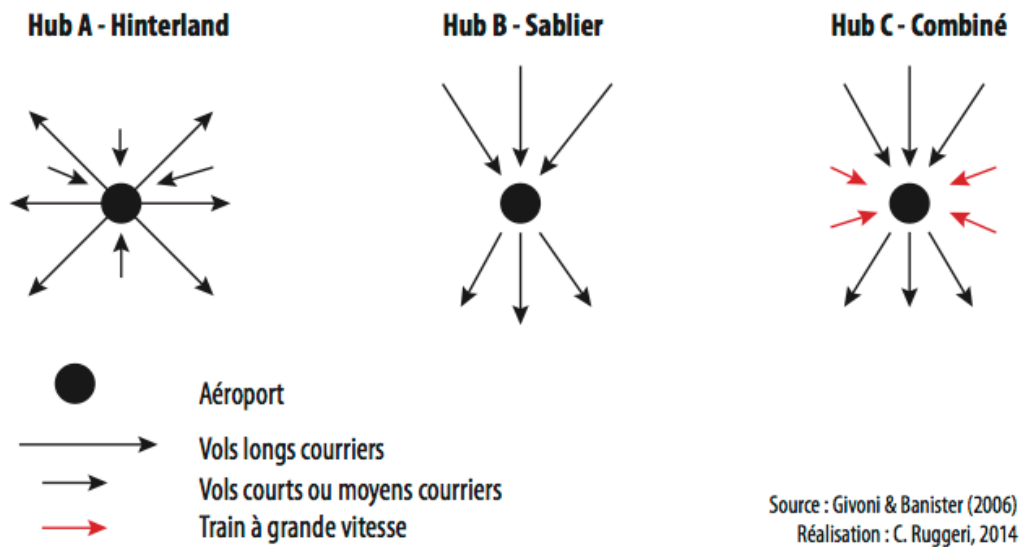 Hub A - Hinterland
Hub B - Sablier
Hub C - Combiné
Aéroport
Vols longs courriers
Vols courts ou moyens courriers
Train à grande vitesse
Source : Givoni & Banister (2006)
Réalisation : C. Ruggeri, 2014